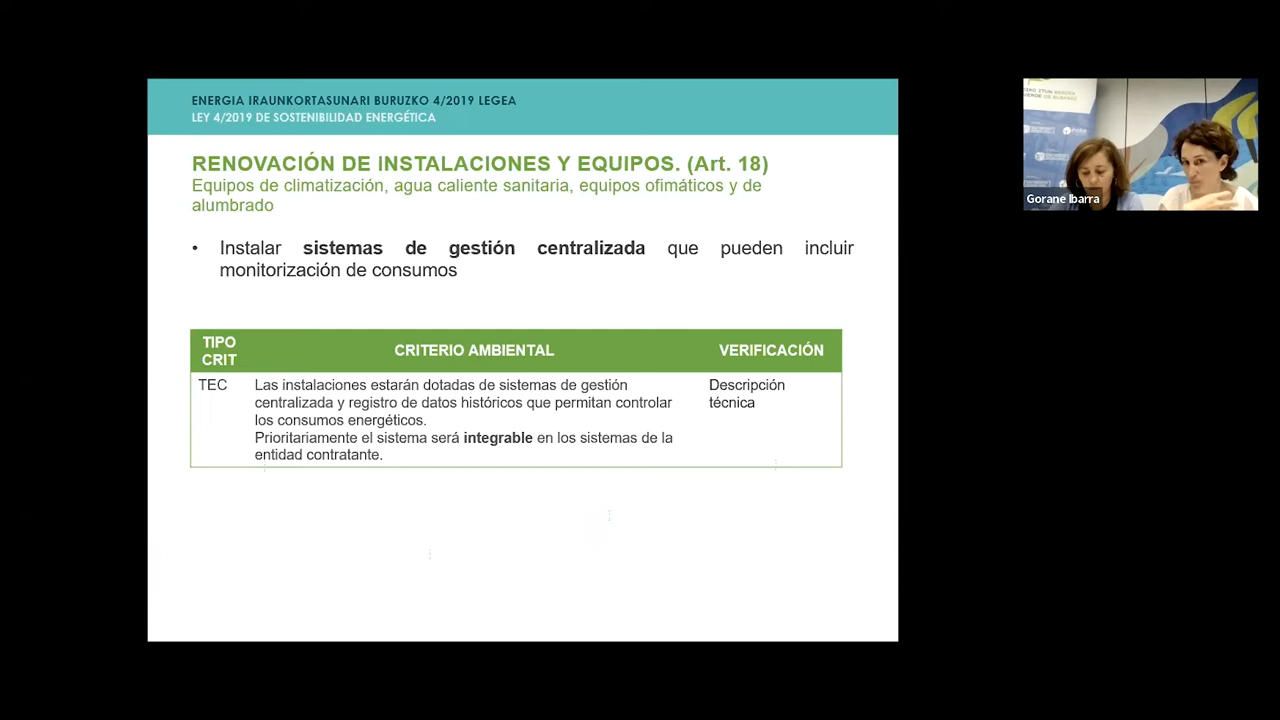 ENERGIA IRAUNKORTASUNARI BURUZKO 4/2019 LEGEA
LEY 4/2019 DE SOSTENIBILIDAD ENERGÉTICA
RENOVACIÓN DE INSTALACIONES Y EQUIPOS. (Art. 18)
Equipos de climatización, agua caliente sanitaria, equipos ofimáticos y de
alumbrado
• Instalar sistemas de gestión centralizada que pueden incluir
monitorización de consumos
TIPO
CRIT
CRITERIO AMBIENTAL
VERIFICACIÓN
TEC
Las instalaciones estarán dotadas de sistemas de gestión
centralizada y registro de datos históricos que permitan controlar
los consumos energéticos.
Prioritariamente el sistema será integrable en los sistemas de la
entidad contratante.
Descripción
técnica
Gorane Ibarra